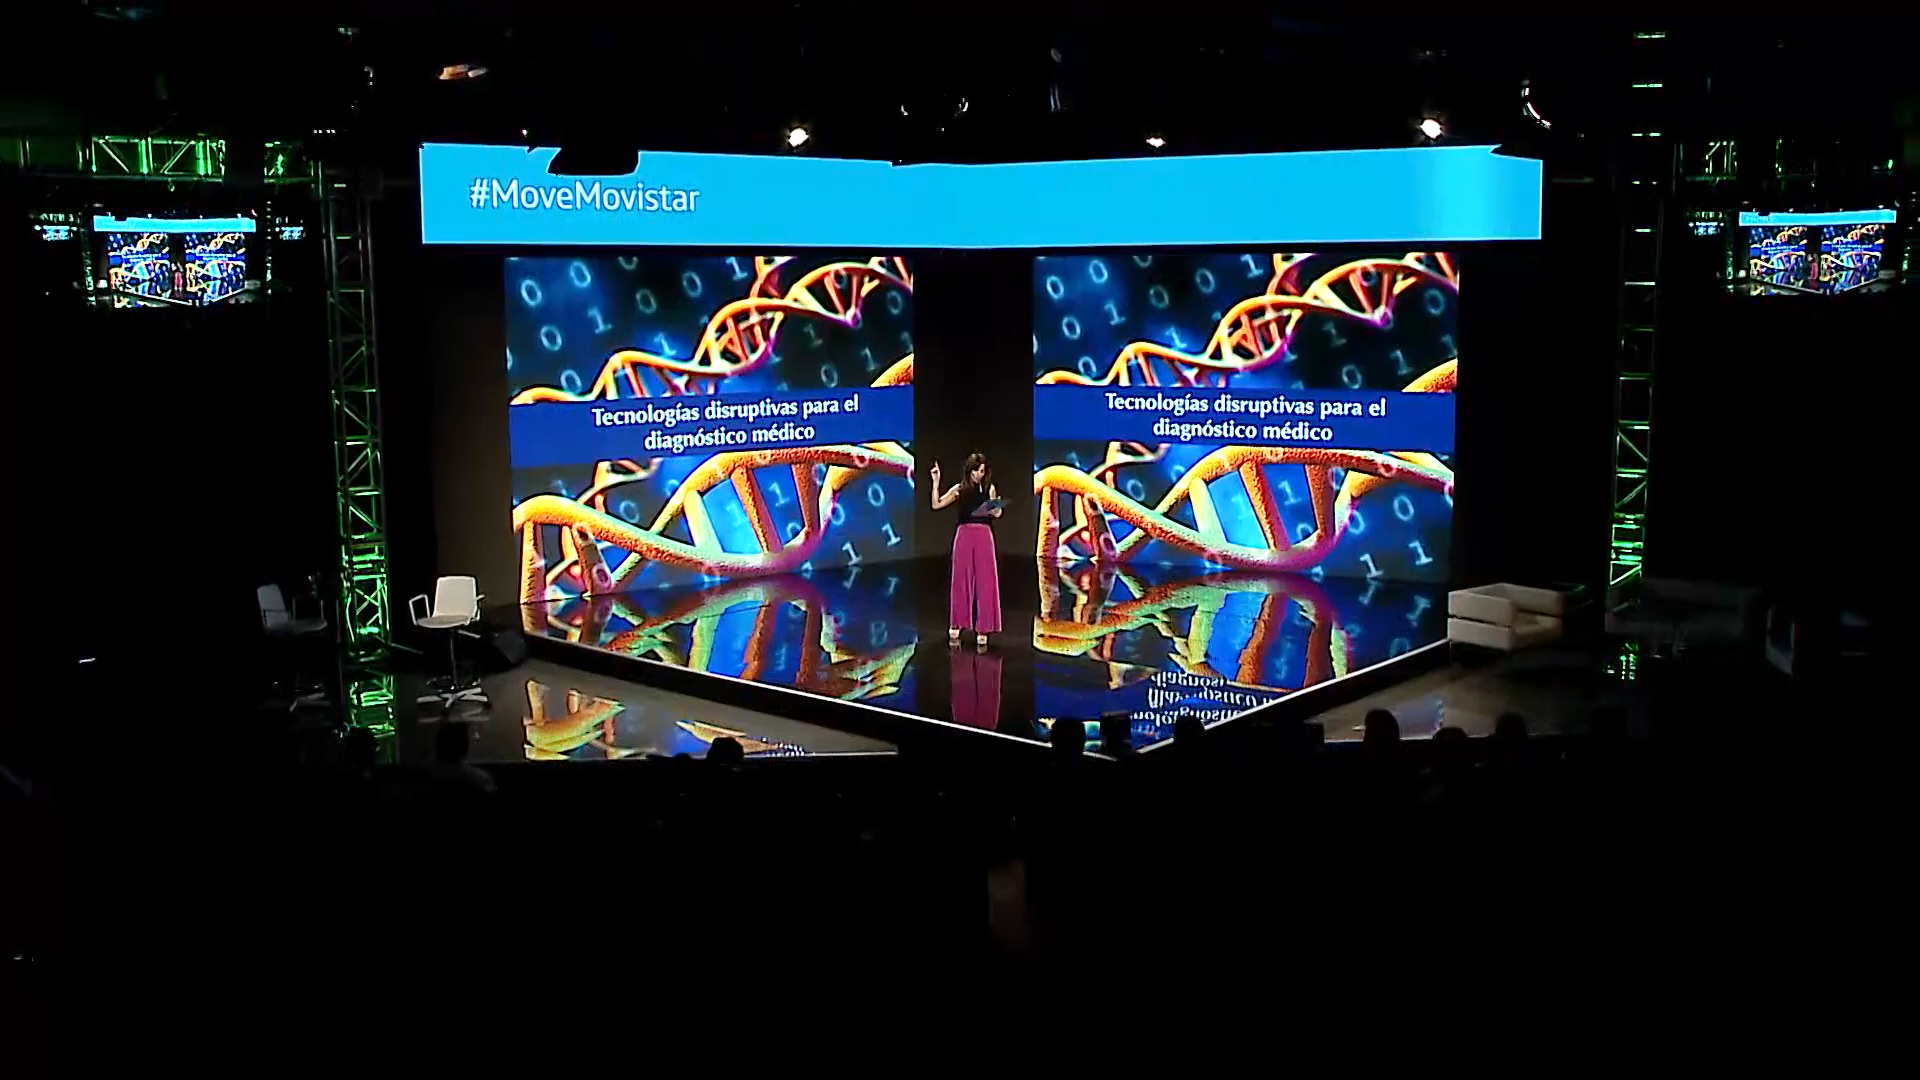 #MoveMovistar
Tecnologías disruptivas para el
diagnóstico médico
Tecnologías disruptivas para el
diagnóstico médico